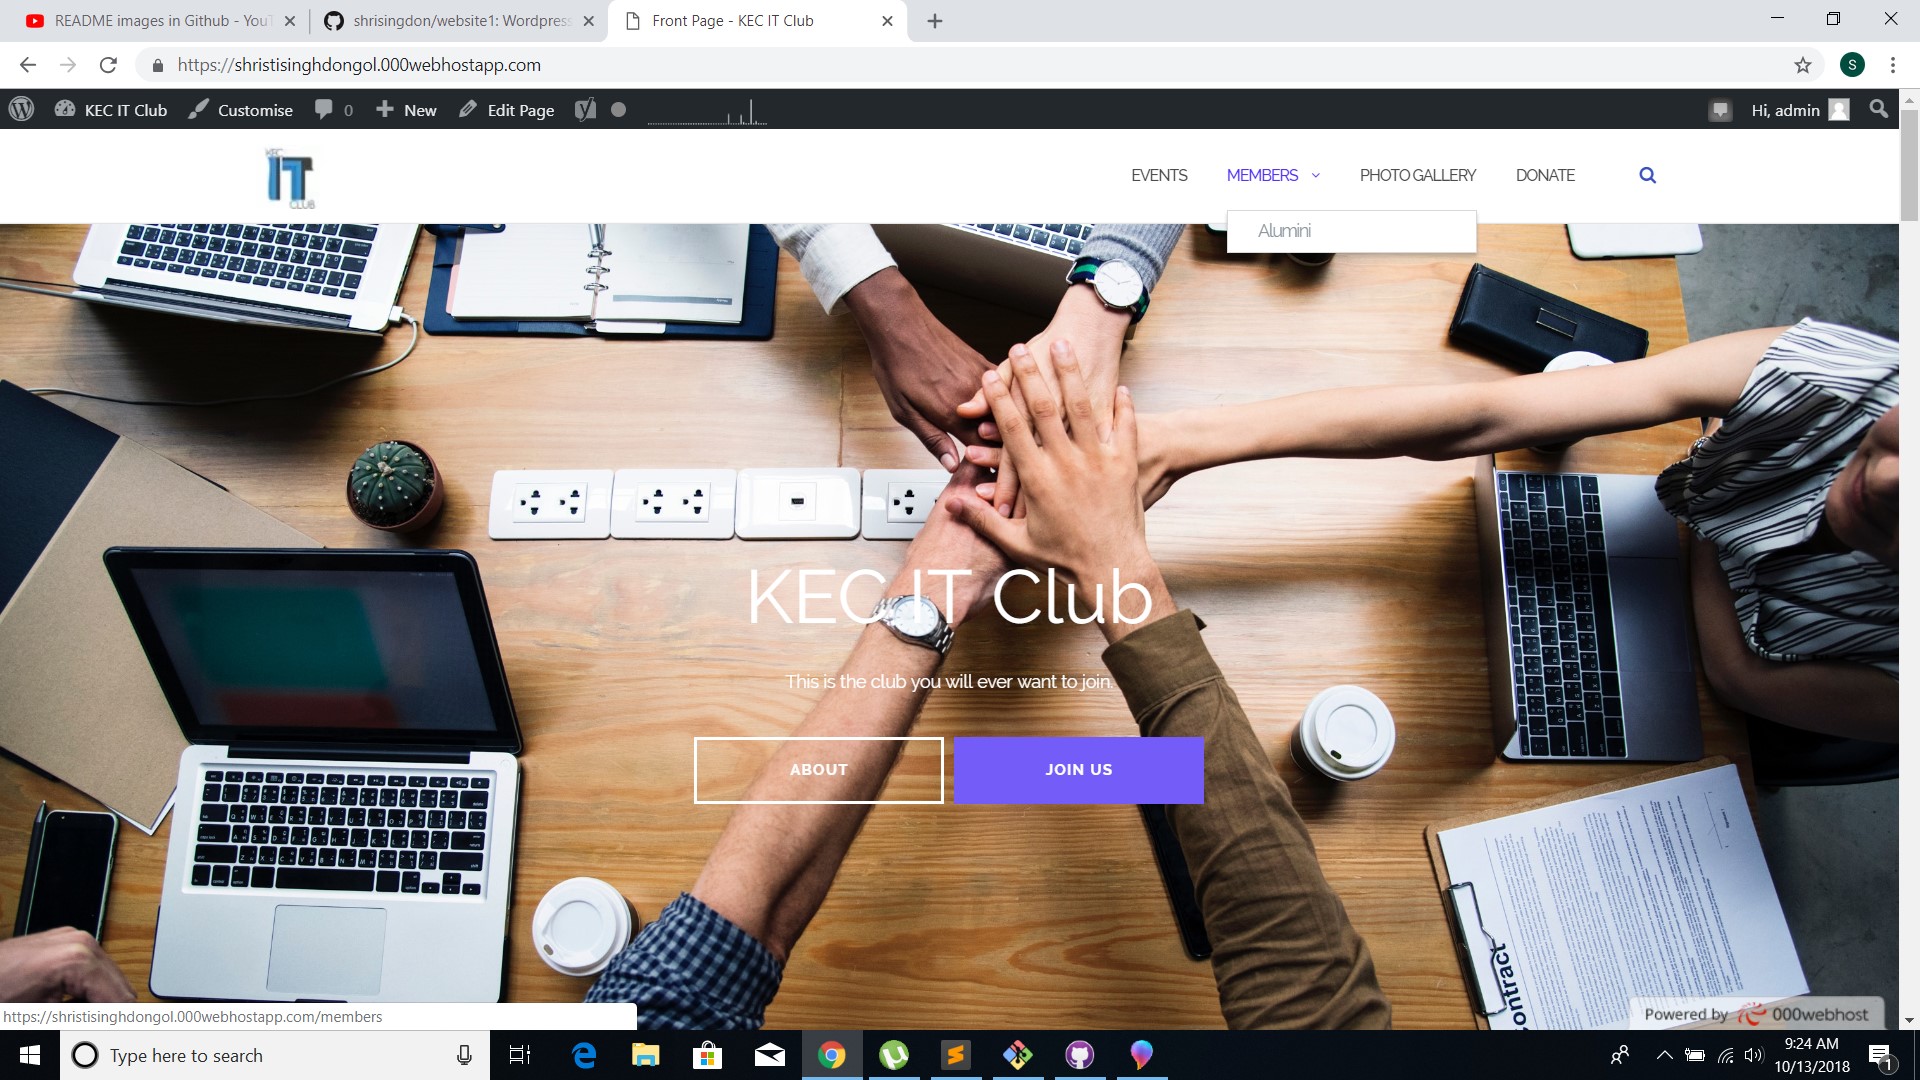 README images in Github - YouT
shrisingdon/website1: Wordpress
Front Page - KEC IT Club
https://shristisinghdongol.000webhostapp.com
S
KEC IT Club
Customise
0
New
Edit Page
Hi, admin
KEC
IT
CLUB
EVENTS
MEMBERS
PHOTO GALLERY
DONATE
Alumini
KEC IT Club
This is the club you will ever want to join.
ABOUT
JOIN US
ontract
Powered by 000webhost
https://shristisinghdongol.000webhostapp.com/members
Type here to search
9:24 AM
10/13/2018
1